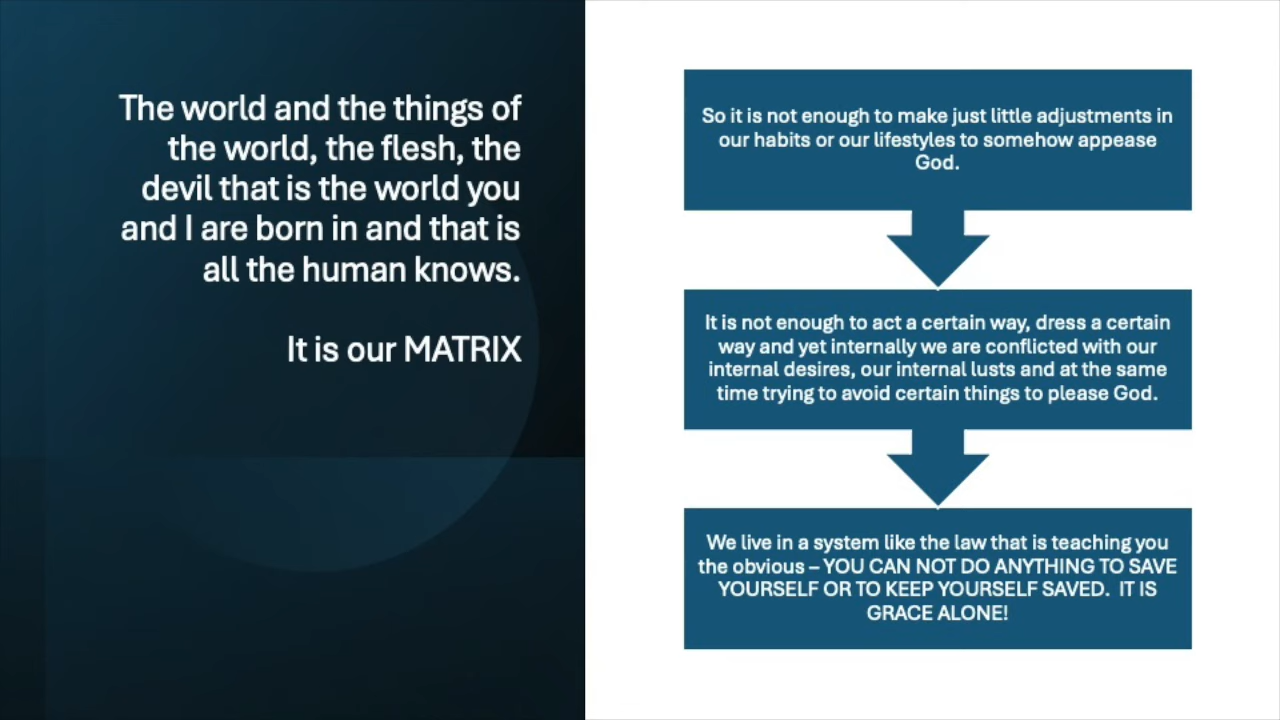 The world and the things of
the world, the flesh, the
devil that is the world you
and I are born in and that is
all the human knows.
It is our MATRIX
So it is not enough to make just little adjustments in
our habits or our lifestyles to somehow appease
God.
It is not enough to act a certain way, dress a certain
way and yet internally we are conflicted with our
internal desires, our internal lusts and at the same
time trying to avoid certain things to please God.
We live in a system like the law that is teaching you
the obvious – YOU CAN NOT DO ANYTHING TO SAVE
YOURSELF OR TO KEEP YOURSELF SAVED. IT IS
GRACE ALONE!